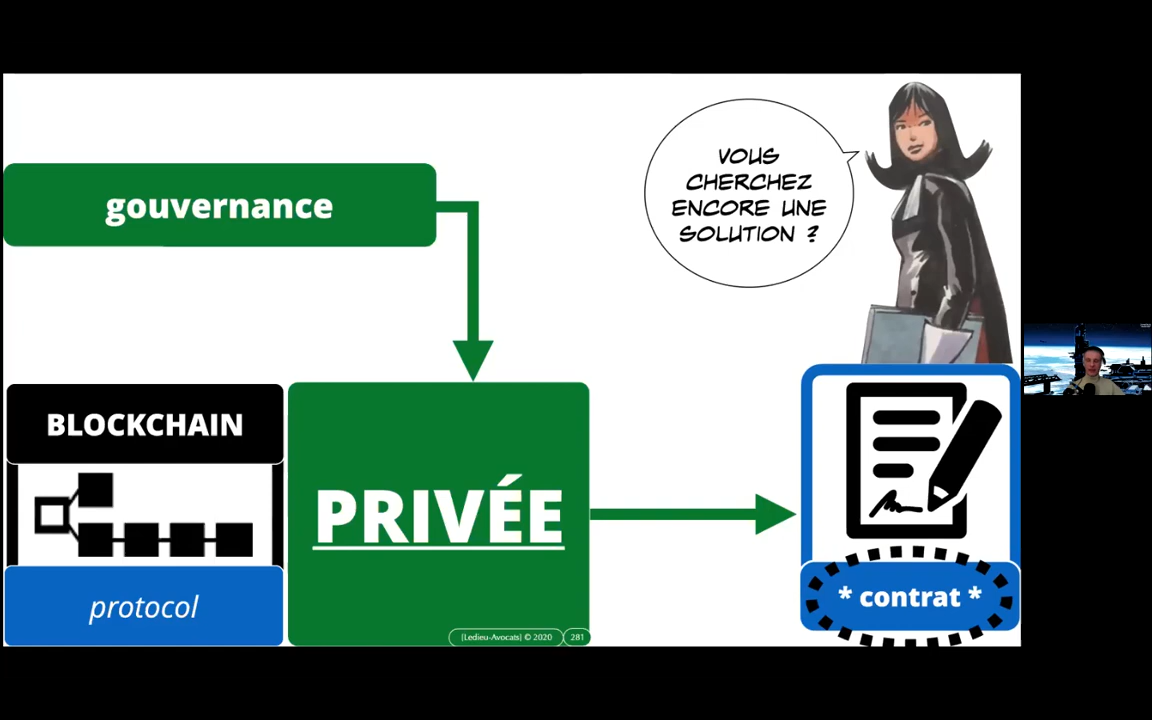 gouvernance
VOUS
CHERCHEZ
ENCORE UNE
SOLUTION ?
BLOCKCHAIN
PRIVÉE
protocol
* contrat *
[Ledieu-Avocats] © 2020
281